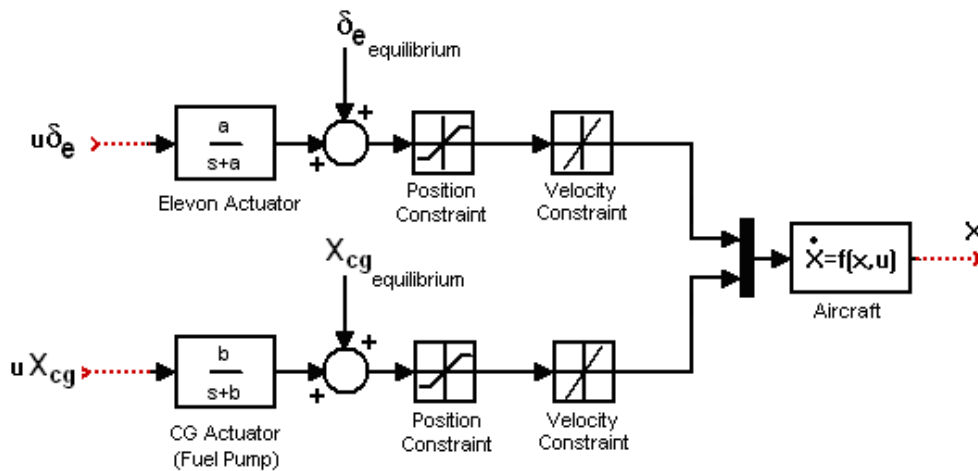 δe equilibrium
+
uδe
a
s+a
+
Elevon Actuator
Position
Constraint
Velocity
Constraint
Xcg equilibrium
x
Ẋ=f(x,u)
Aircraft
+
u Xcg
b
s+b
+
CG Actuator
(Fuel Pump)
Position
Constraint
Velocity
Constraint